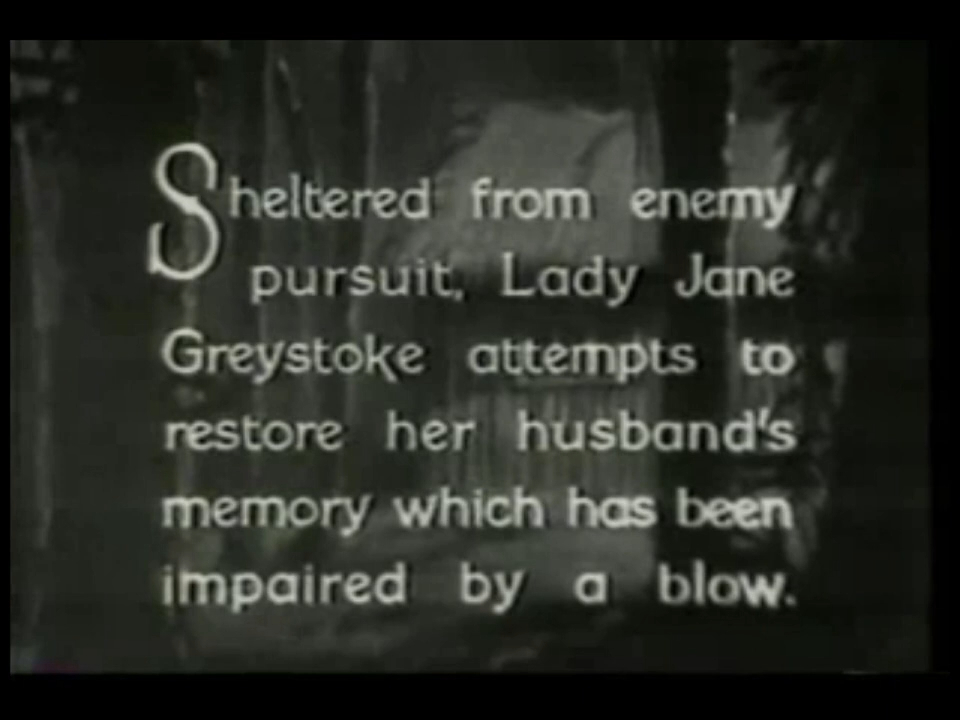 Sheltered from enemy
pursuit, Lady Jane
Greystoke attempts to
restore her husband's
memory which has been
impaired by a blow.